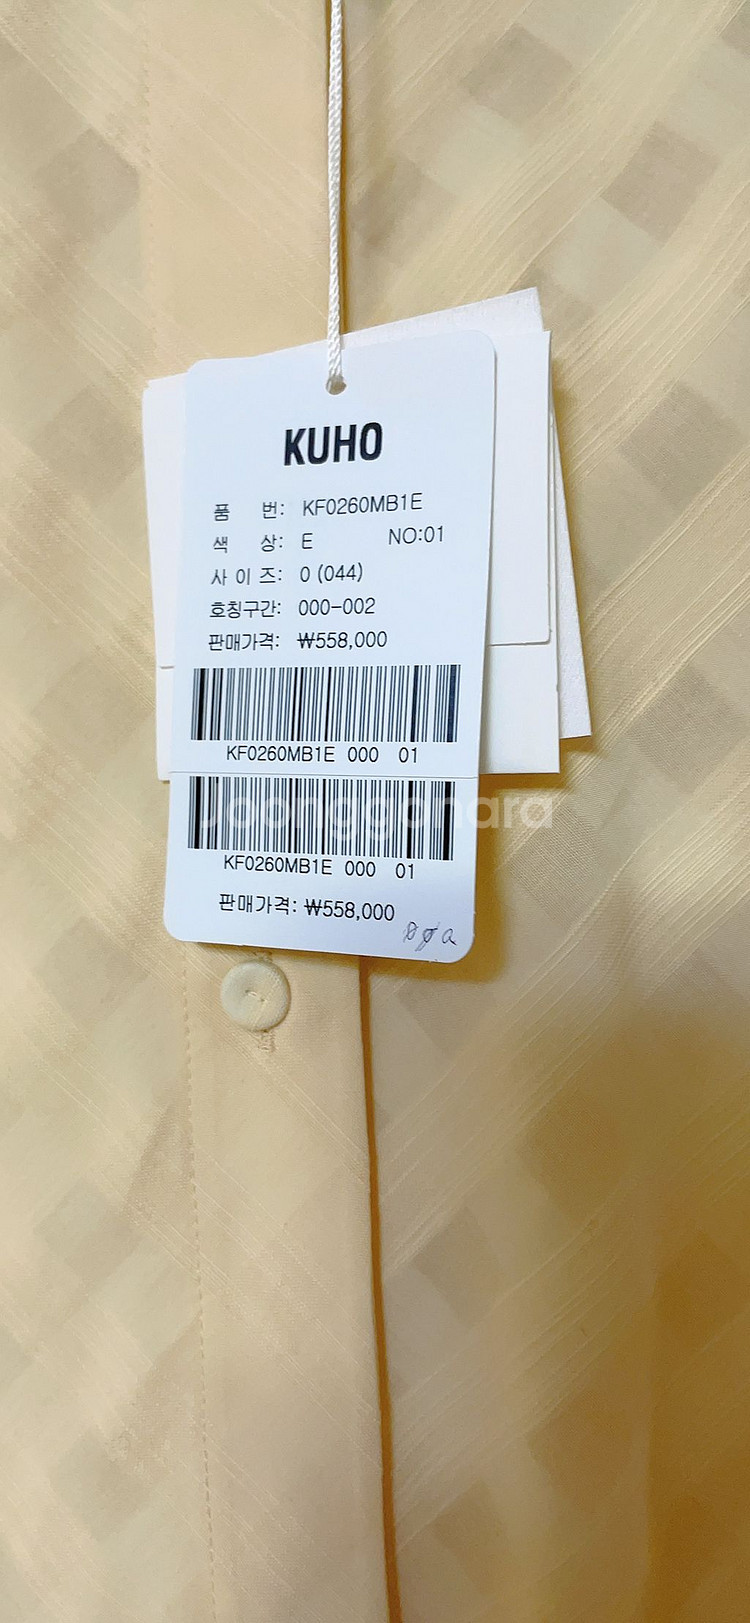 KUHO
품 번: KF0260MB1E
색 상: E NO:01
사 이 즈: 0 (044)
호칭구간: 000-002
판매가격: ₩558,000
KF0260MB1E 000 01
Joonggonara
KF0260MB1E 000 01
판매가격: ₩558,000